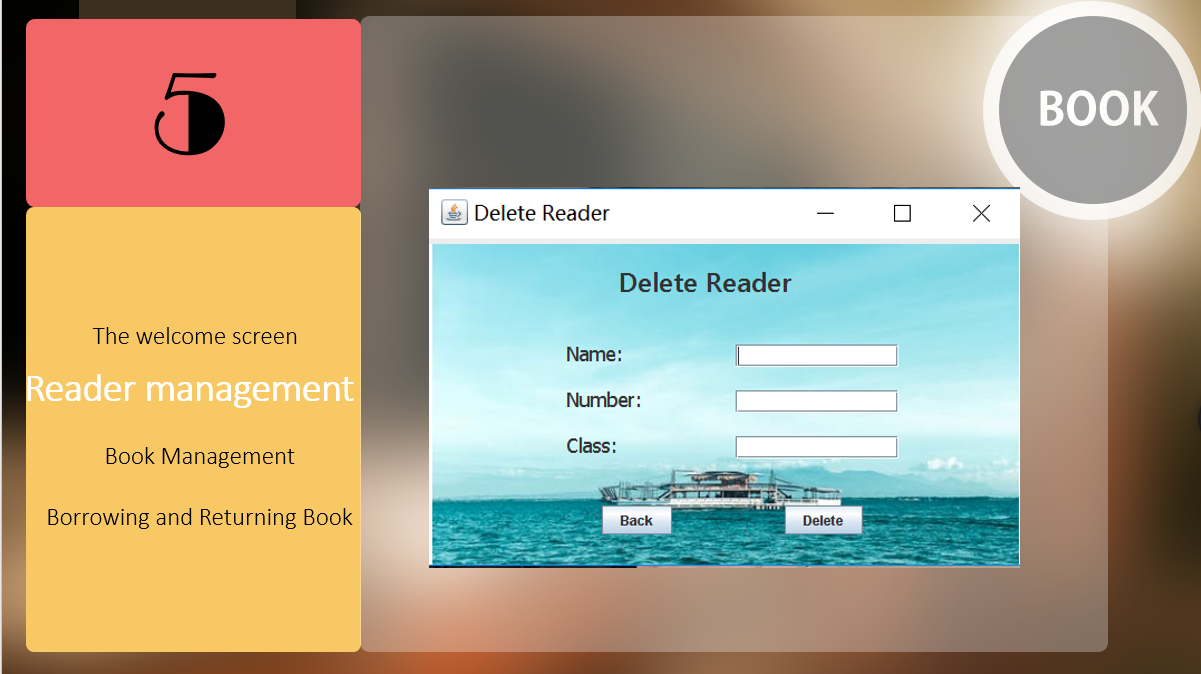 5
BOOK
Delete Reader
Delete Reader
Name:
Number:
Class:
Back
Delete
The welcome screen
Reader management
Book Management
Borrowing and Returning Book